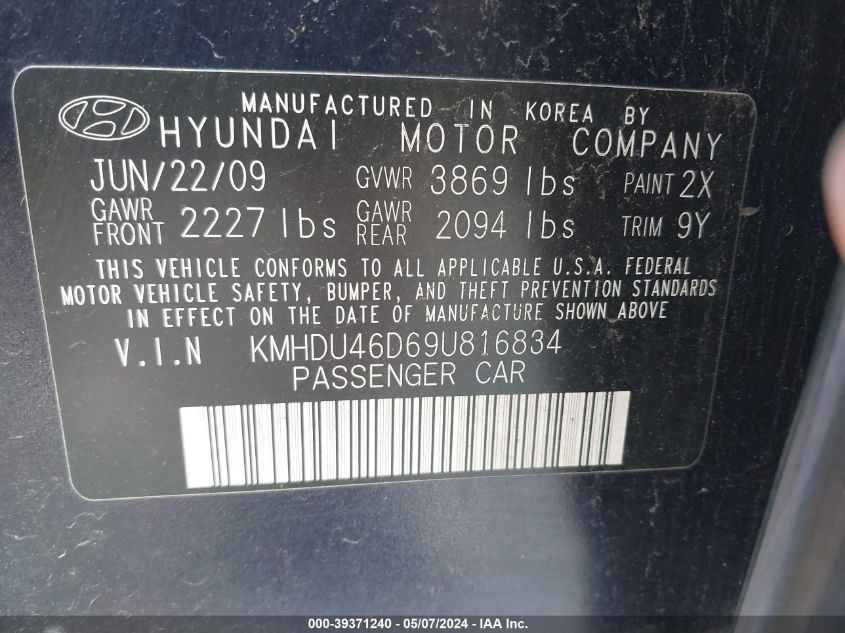 MANUFACTURED IN KOREA BY
HYUNDAI MOTOR COMPANY
JUN/22/09 GVWR 3869 lbs PAINT 2X
GAWR FRONT 2227 lbs GAWR REAR 2094 lbs TRIM 9Y
THIS VEHICLE CONFORMS TO ALL APPLICABLE U.S.A. FEDERAL
MOTOR VEHICLE SAFETY, BUMPER, AND THEFT PREVENTION STANDARDS
IN EFFECT ON THE DATE OF MANUFACTURE SHOWN ABOVE
V.I.N KMHDU46D69U816834
PASSENGER CAR
000-39371240 - 05/07/2024 - IAA Inc.